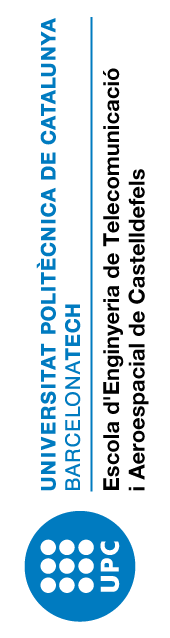 UPC
UNIVERSITAT POLITÈCNICA DE CATALUNYA
BARCELONATECH
Escola d'Enginyeria de Telecomunicació
i Aeroespacial de Castelldefels